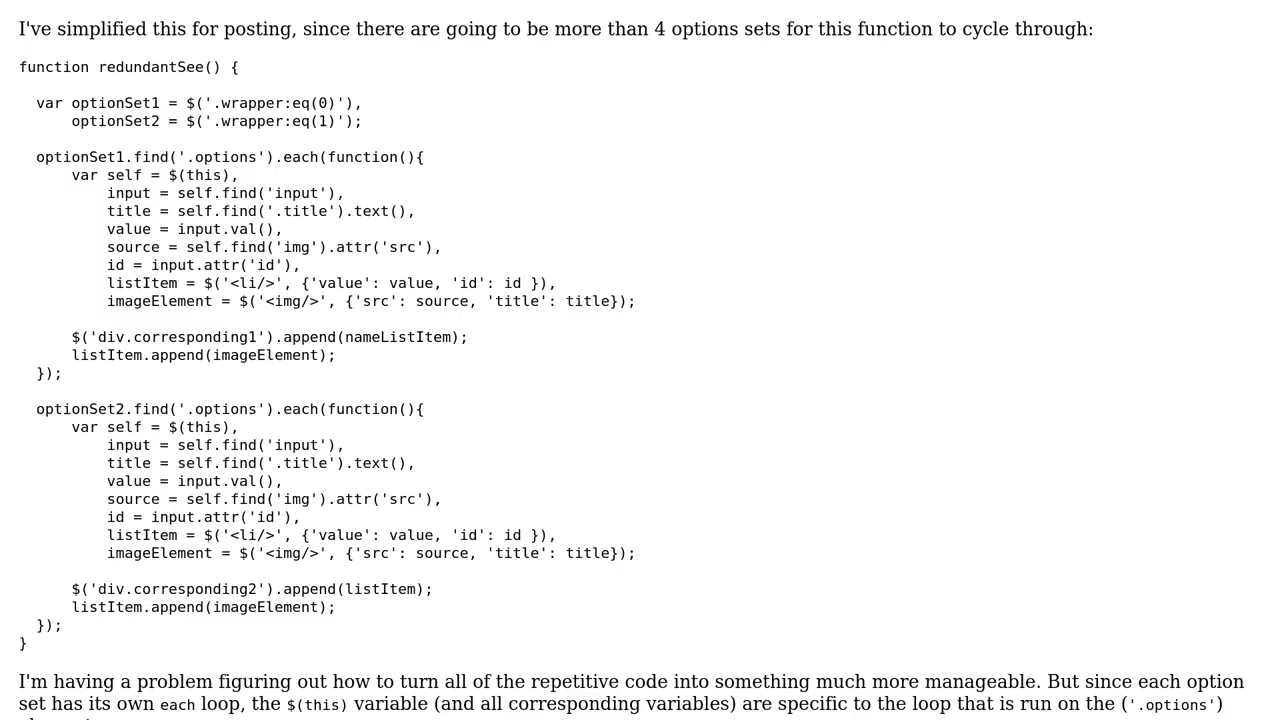 I've simplified this for posting, since there are going to be more than 4 options sets for this function to cycle through:
function redundantSee() {
  var optionSet1 = $('.wrapper:eq(0)'),
      optionSet2 = $('.wrapper:eq(1)');
  optionSet1.find('.options').each(function(){
      var self = $(this),
          input = self.find('input'),
          title = self.find('.title').text(),
          value = input.val(),
          source = self.find('img').attr('src'),
          id = input.attr('id'),
          listItem = $('<li/>', {'value': value, 'id': id }),
          imageElement = $('<img/>', {'src': source, 'title': title});
      $('div.corresponding1').append(nameListItem);
      listItem.append(imageElement);
  });
  optionSet2.find('.options').each(function(){
      var self = $(this),
          input = self.find('input'),
          title = self.find('.title').text(),
          value = input.val(),
          source = self.find('img').attr('src'),
          id = input.attr('id'),
          listItem = $('<li/>', {'value': value, 'id': id }),
          imageElement = $('<img/>', {'src': source, 'title': title});
      $('div.corresponding2').append(listItem);
      listItem.append(imageElement);
  });
}
I'm having a problem figuring out how to turn all of the repetitive code into something much more manageable. But since each option
set has its own each loop, the $(this) variable (and all corresponding variables) are specific to the loop that is run on the ('.options')